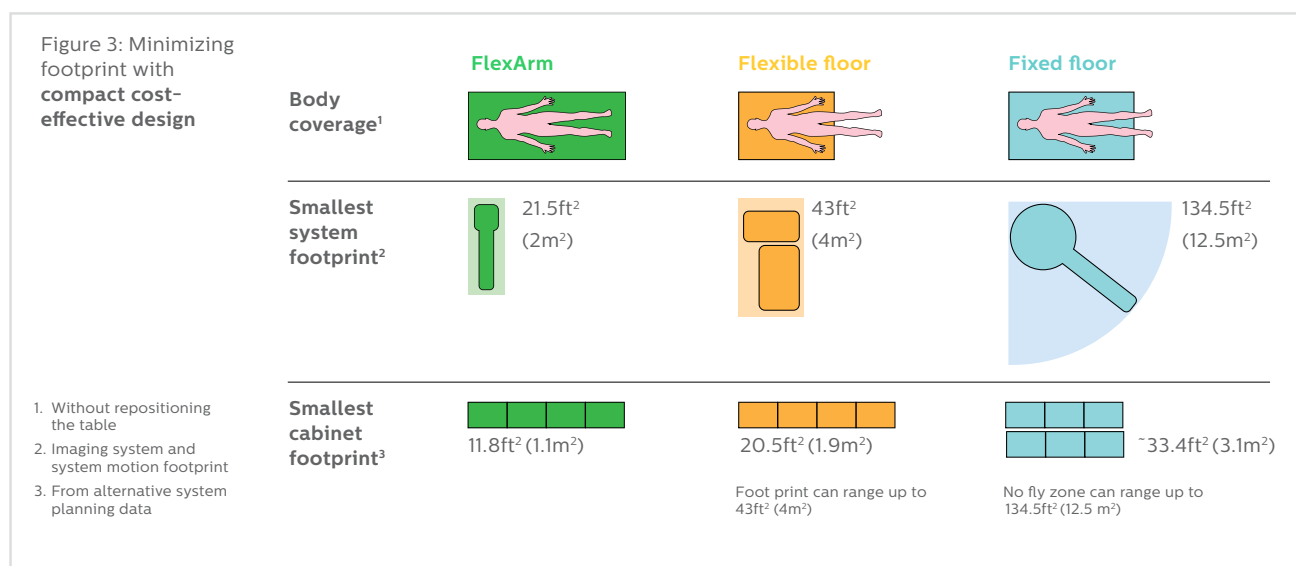 Figure 3: Minimizing
footprint with
compact cost-
effective design
FlexArm
Flexible floor
Fixed floor
Body
coverage¹
Smallest
system
footprint²
21.5ft²
(2m²)
43ft²
(4m²)
134.5ft²
(12.5m²)
Smallest
cabinet
footprint³
11.8ft² (1.1m²)
20.5ft² (1.9m²)
~33.4ft² (3.1m²)
Foot print can range up to
43ft² (4m²)
No fly zone can range up to
134.5ft² (12.5 m²)
1. Without repositioning
the table
2. Imaging system and
system motion footprint
3. From alternative system
planning data